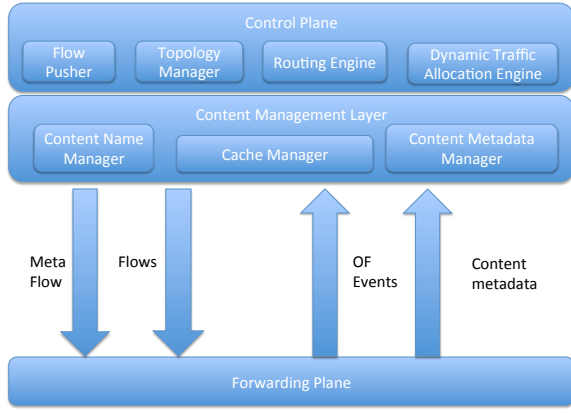 Control Plane
Flow
Pusher
Topology
Manager
Routing Engine
Dynamic Traffic
Allocation Engine
Content Management Layer
Content Name
Manager
Cache Manager
Content Metadata
Manager
Meta
Flow
Flows
OF
Events
Content
metadata
Forwarding Plane